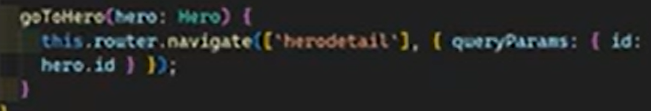 goToHero(hero: Hero) {
this.router.navigate(['herodetail'], { queryParams: { id:
hero.id } });
}
}